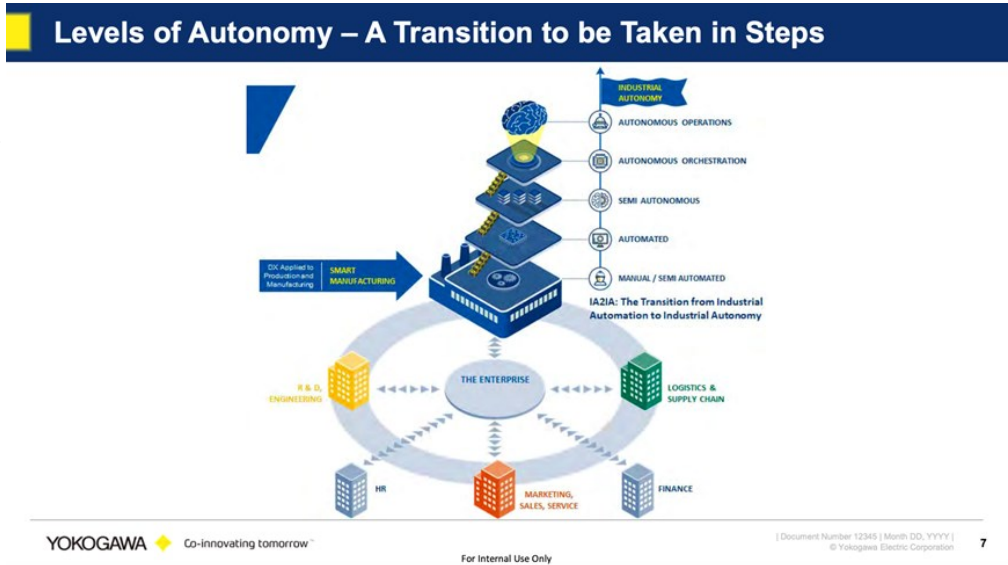 Levels of Autonomy – A Transition to be Taken in Steps
INDUSTRIAL
AUTONOMY
AUTONOMOUS OPERATIONS
AUTONOMOUS ORCHESTRATION
SEMI AUTONOMOUS
AUTOMATED
MANUAL / SEMI AUTOMATED
DX Applied to
Production and
Manufacturing
SMART
MANUFACTURING
IA2IA: The Transition from Industrial
Automation to Industrial Autonomy
THE ENTERPRISE
R & D,
ENGINEERING
LOGISTICS &
SUPPLY CHAIN
HR
MARKETING,
SALES, SERVICE
FINANCE
YOKOGAWA
Co-innovating tomorrow™
For Internal Use Only
| Document Number 12345 | Month DD, YYYY |
© Yokogawa Electric Corporation
7